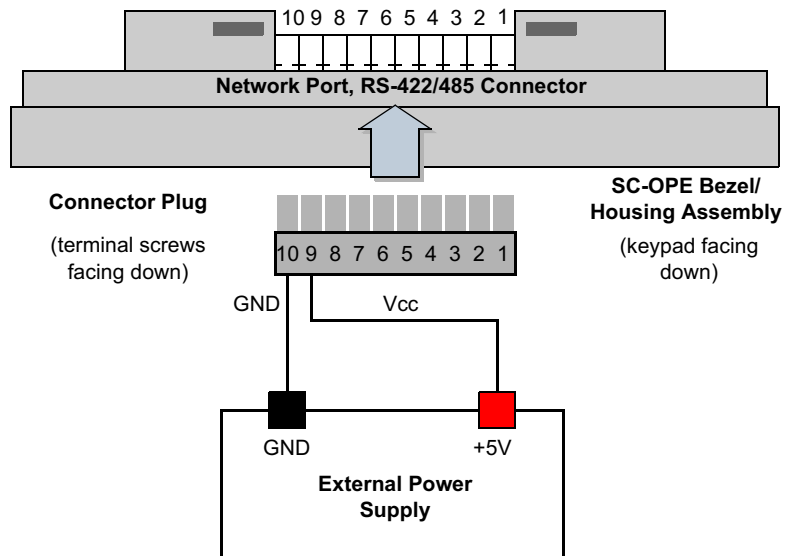 10 9 8 7 6 5 4 3 2 1
Network Port, RS-422/485 Connector
Connector Plug
(terminal screws
facing down)
SC-OPE Bezel/
Housing Assembly
(keypad facing
down)
10 9 8 7 6 5 4 3 2 1
GND
Vcc
GND
+5V
External Power
Supply